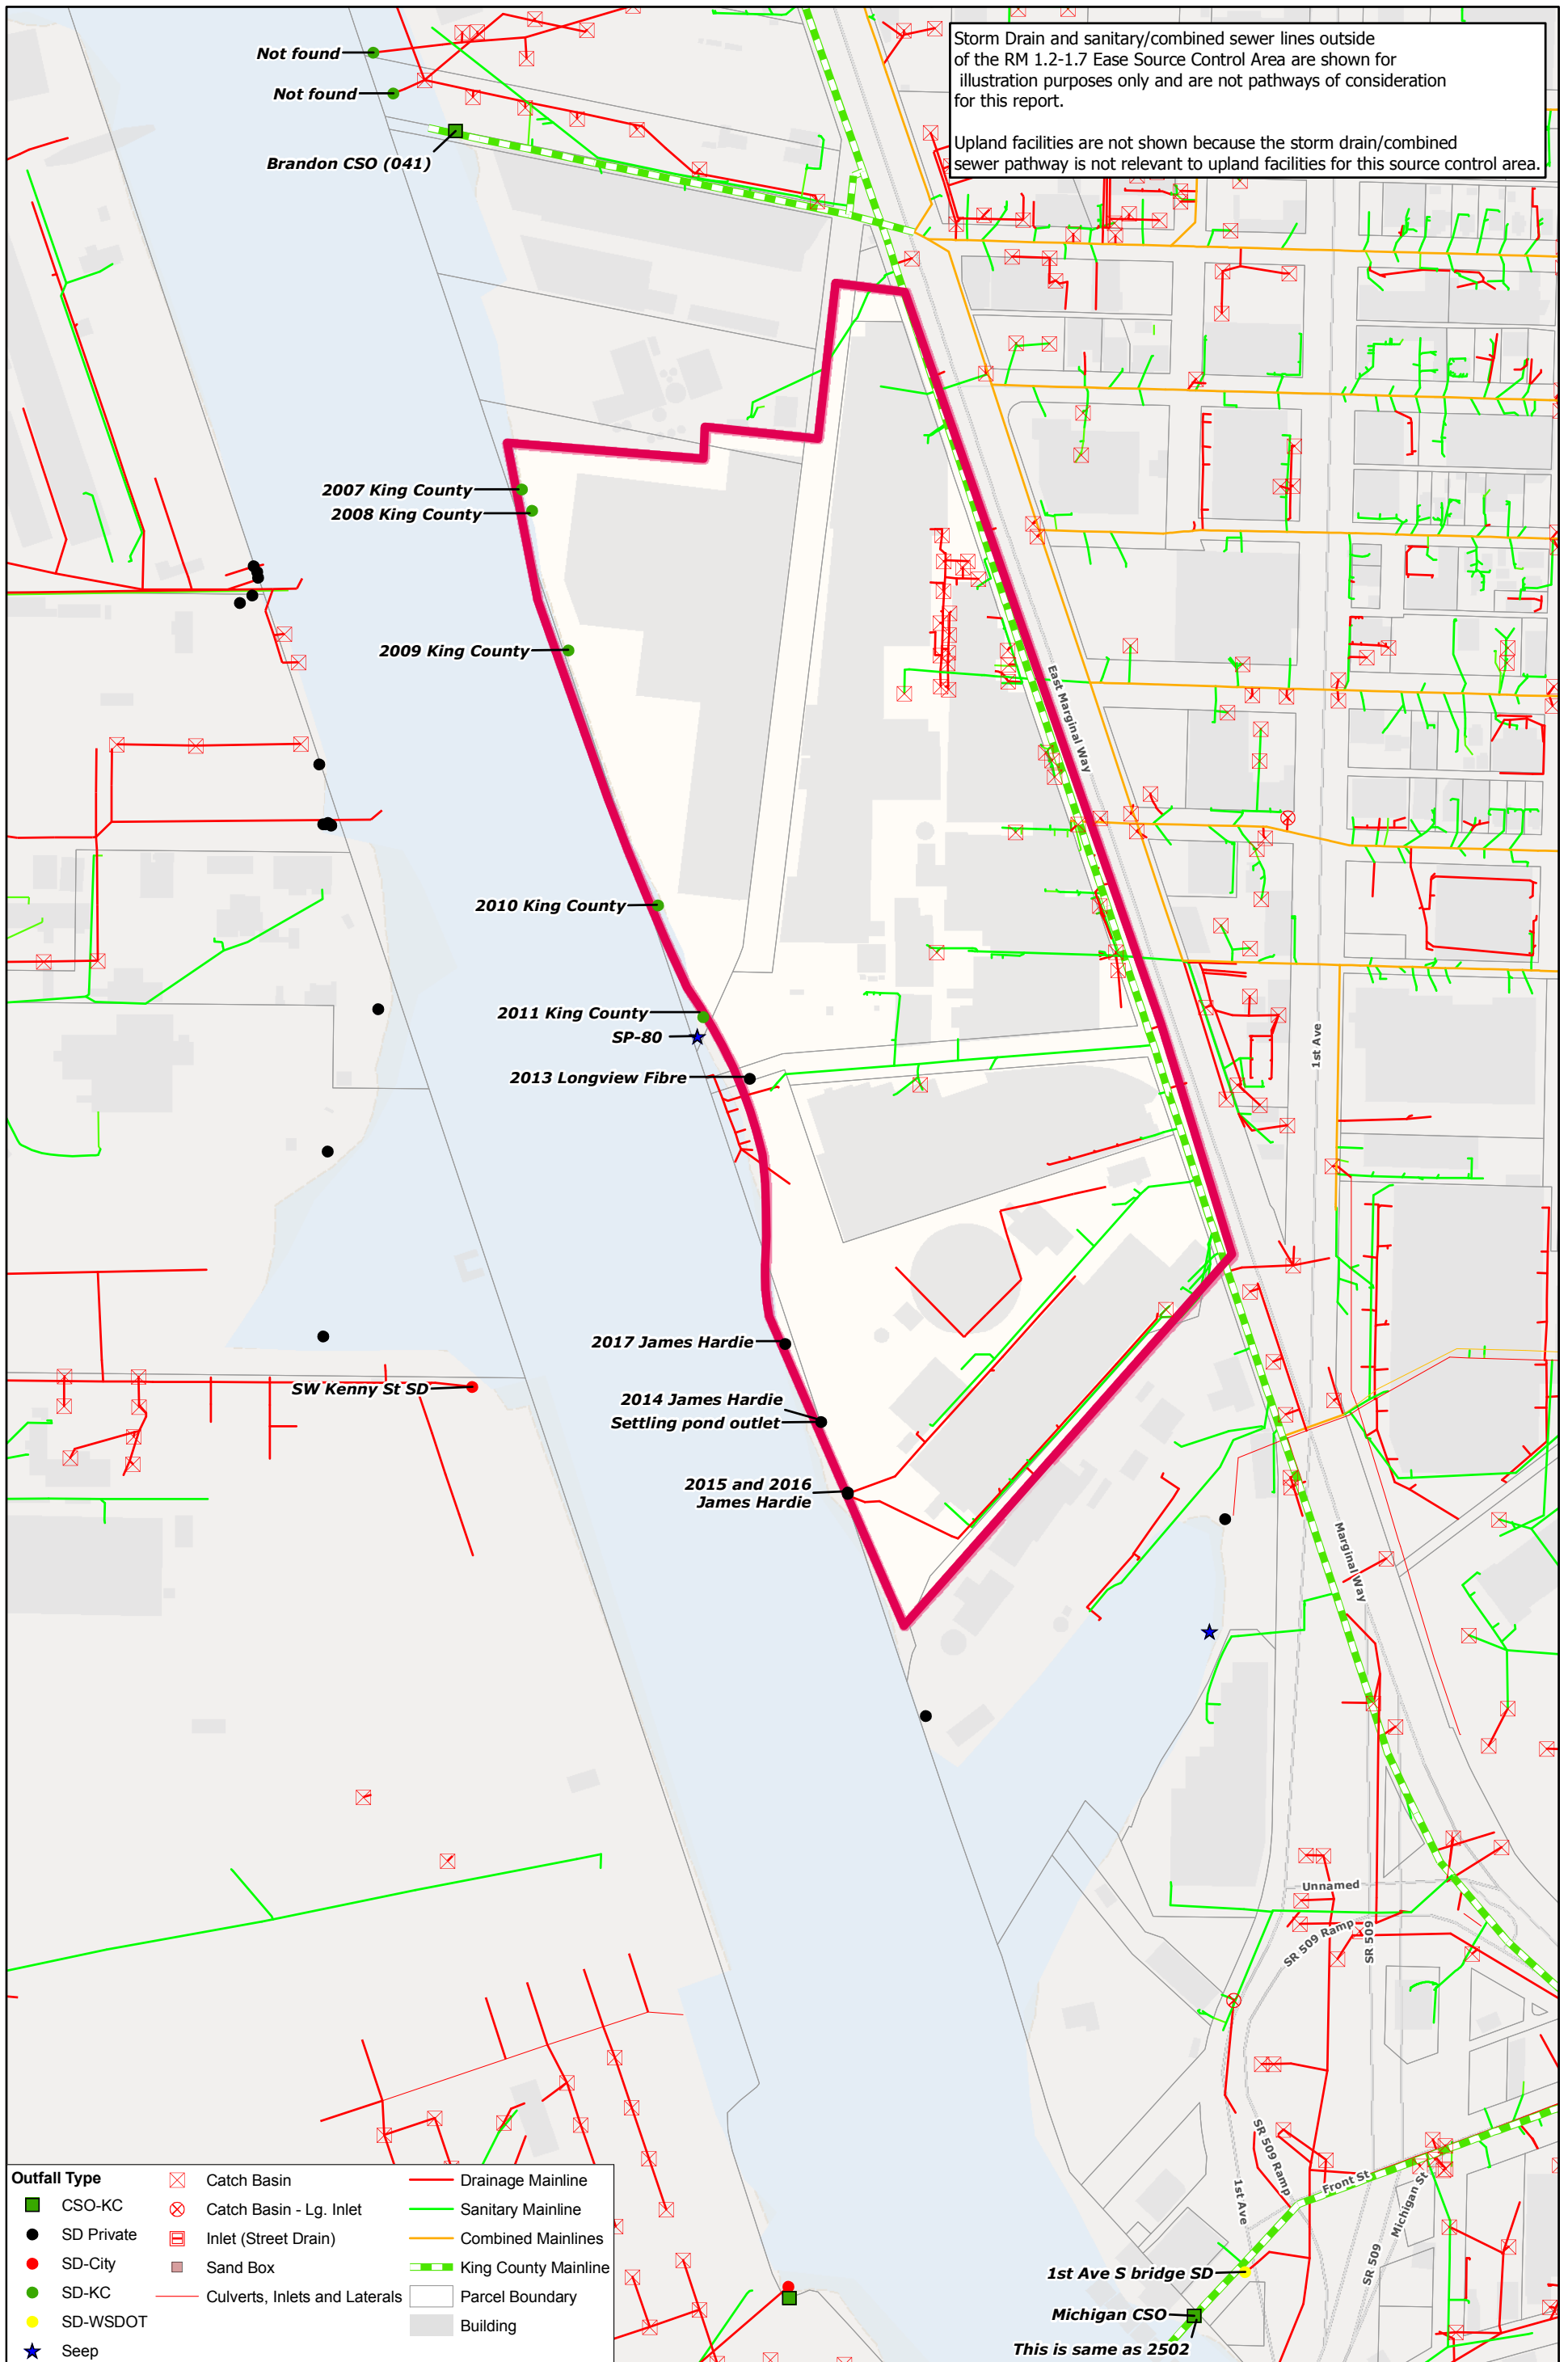 Storm Drain and sanitary/combined sewer lines outside
of the RM 1.2-1.7 Ease Source Control Area are shown for
illustration purposes only and are not pathways of consideration
for this report.
Upland facilities are not shown because the storm drain/combined
sewer pathway is not relevant to upland facilities for this source control area.
Not found
Not found
Brandon CSO (041)
2007 King County
2008 King County
2009 King County
East Marginal Way
2010 King County
2011 King County
SP-80
1st Ave
2013 Longview Fibre
2017 James Hardie
SW Kenny St SD
2014 James Hardie
Settling pond outlet
2015 and 2016
James Hardie
Marginal Way
Unnamed
SR 509 Ramp
SR 509
SR 509 Ramp
Front St
1st Ave
Michigan St
SR 509
1st Ave S bridge SD
Michigan CSO
This is same as 2502
Outfall Type
CSO-KC
SD Private
SD-City
SD-KC
SD-WSDOT
Seep
Catch Basin
Catch Basin - Lg. Inlet
Inlet (Street Drain)
Sand Box
Culverts, Inlets and Laterals
Drainage Mainline
Sanitary Mainline
Combined Mainlines
King County Mainline
Parcel Boundary
Building